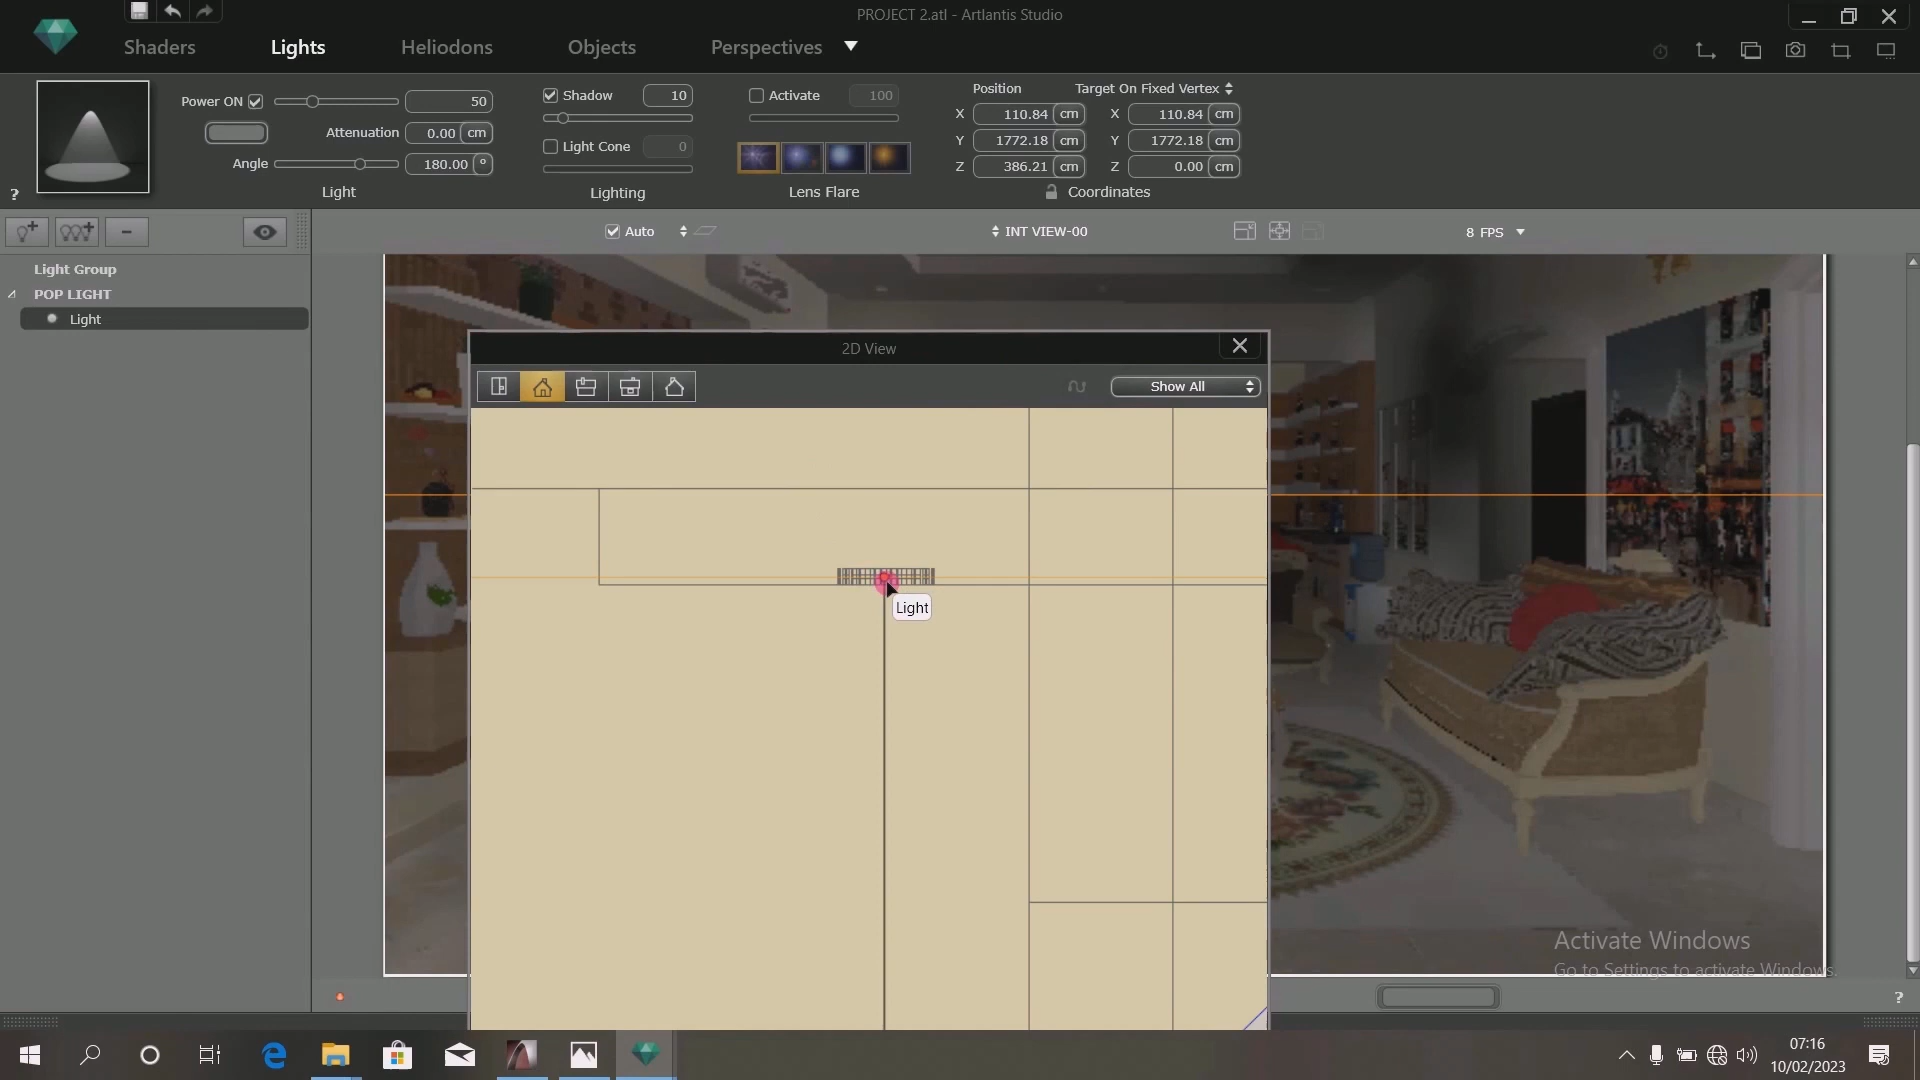 PROJECT 2.atl - Artlantis Studio
Shaders
Lights
Heliodons
Objects
Perspectives
Power ON
50
Attenuation
0.00 cm
Angle
180.00 °
Light
Shadow
10
Light Cone
0
Lighting
Activate
100
Lens Flare
Position
Target On Fixed Vertex
X 110.84 cm
X 110.84 cm
Y 1772.18 cm
Y 1772.18 cm
Z 386.21 cm
Z 0.00 cm
Coordinates
?
Auto
INT VIEW-00
8 FPS
Light Group
POP LIGHT
Light
2D View
Show All
Light
Activate Windows
Go to Settings to activate Windows.
?
07:16
10/02/2023